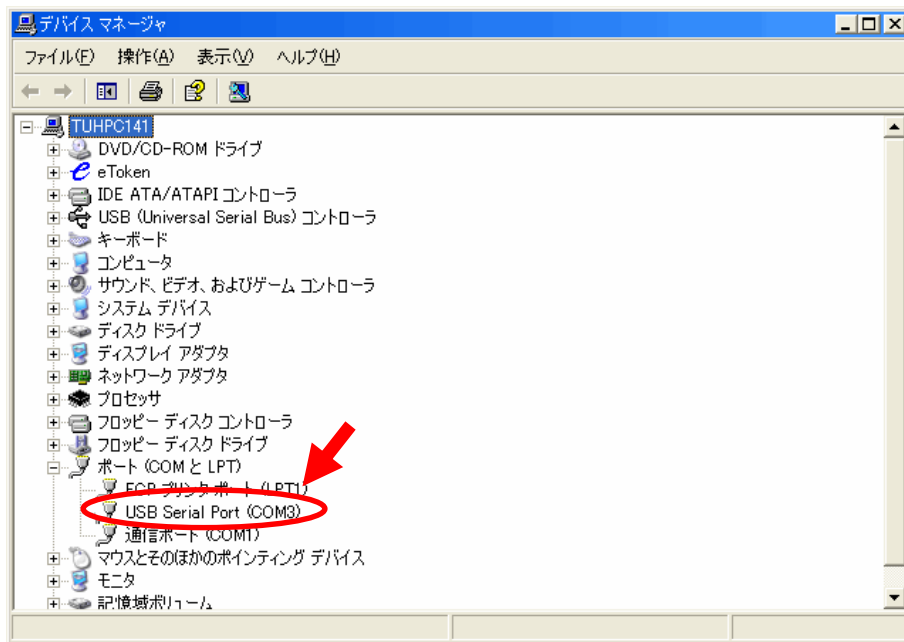 デバイス マネージャ
ファイル(F) 操作(A) 表示(V) ヘルプ(H)
TUHPC141
DVD/CD-ROM ドライブ
eToken
IDE ATA/ATAPI コントローラ
USB (Universal Serial Bus) コントローラ
キーボード
コンピュータ
サウンド、ビデオ、およびゲーム コントローラ
システム デバイス
ディスク ドライブ
ディスプレイ アダプタ
ネットワーク アダプタ
プロセッサ
フロッピー ディスク コントローラ
フロッピー ディスク ドライブ
ポート (COM と LPT)
ECP プリンタ ポート (LPT1)
USB Serial Port (COM3)
通信ポート (COM1)
マウスとそのほかのポインティング デバイス
モニタ
記憶域ボリューム